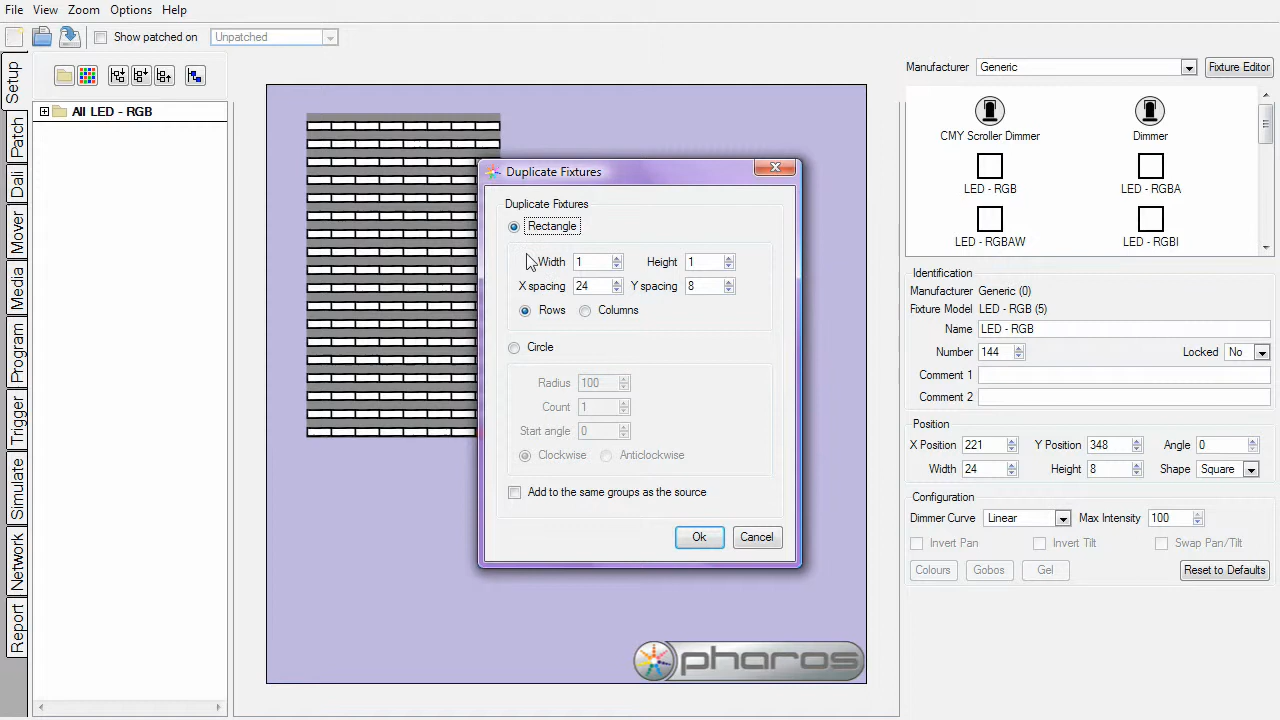 File View Zoom Options Help
Show patched on Unpatched
Setup
Patch
Dali
Mover
Media
Program
Trigger
Simulate
Network
Report
All LED - RGB
Duplicate Fixtures
Duplicate Fixtures
Rectangle
Width 1 Height 1
X spacing 24 Y spacing 8
Rows Columns
Circle
Radius 100
Count 1
Start angle 0
Clockwise Anticlockwise
Add to the same groups as the source
Ok Cancel
pharos
Manufacturer Generic Fixture Editor
CMY Scroller Dimmer Dimmer
LED - RGB LED - RGBA
LED - RGBAW LED - RGBI
Identification
Manufacturer Generic (0)
Fixture Model LED - RGB (5)
Name LED - RGB
Number 144 Locked No
Comment 1
Comment 2
Position
X Position 221 Y Position 348 Angle 0
Width 24 Height 8 Shape Square
Configuration
Dimmer Curve Linear Max Intensity 100
Invert Pan Invert Tilt Swap Pan/Tilt
Colours Gobos Gel Reset to Defaults